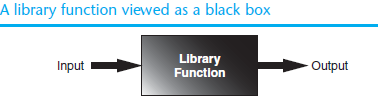 A library function viewed as a black box
Input
Library
Function
Output